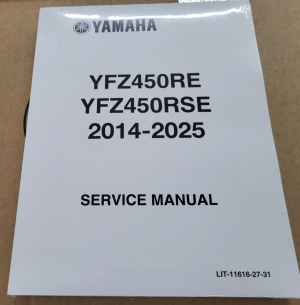 YAMAHA
YFZ450RE
YFZ450RSE
2014-2025
SERVICE MANUAL
LIT-11616-27-31